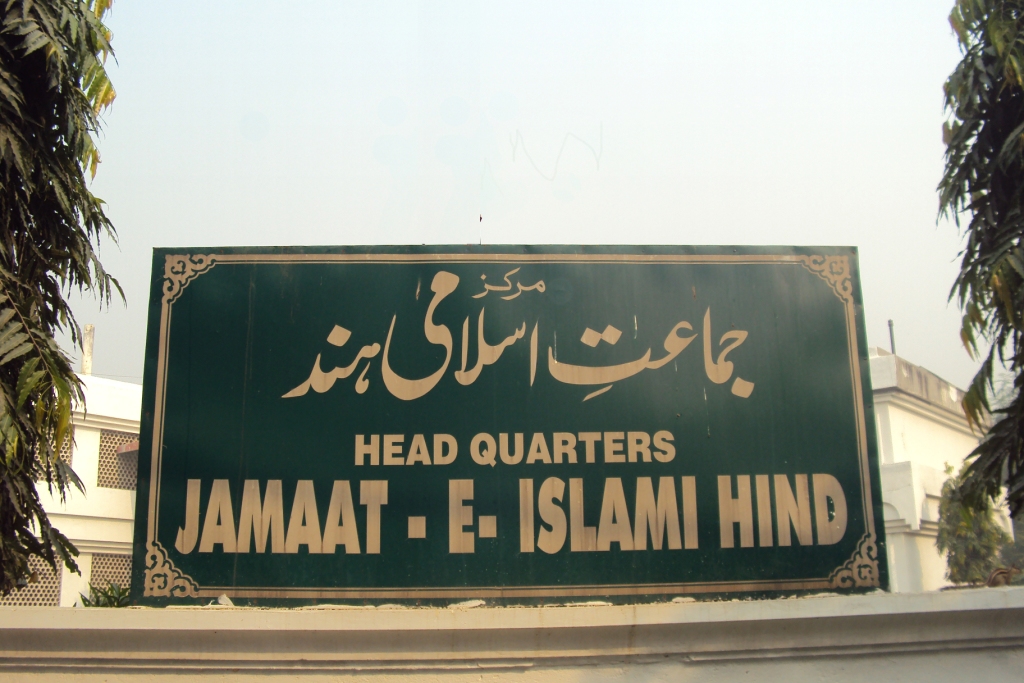 مرکز
جماعتِ اسلامی ہند
HEAD QUARTERS
JAMAAT - E- ISLAMI HIND